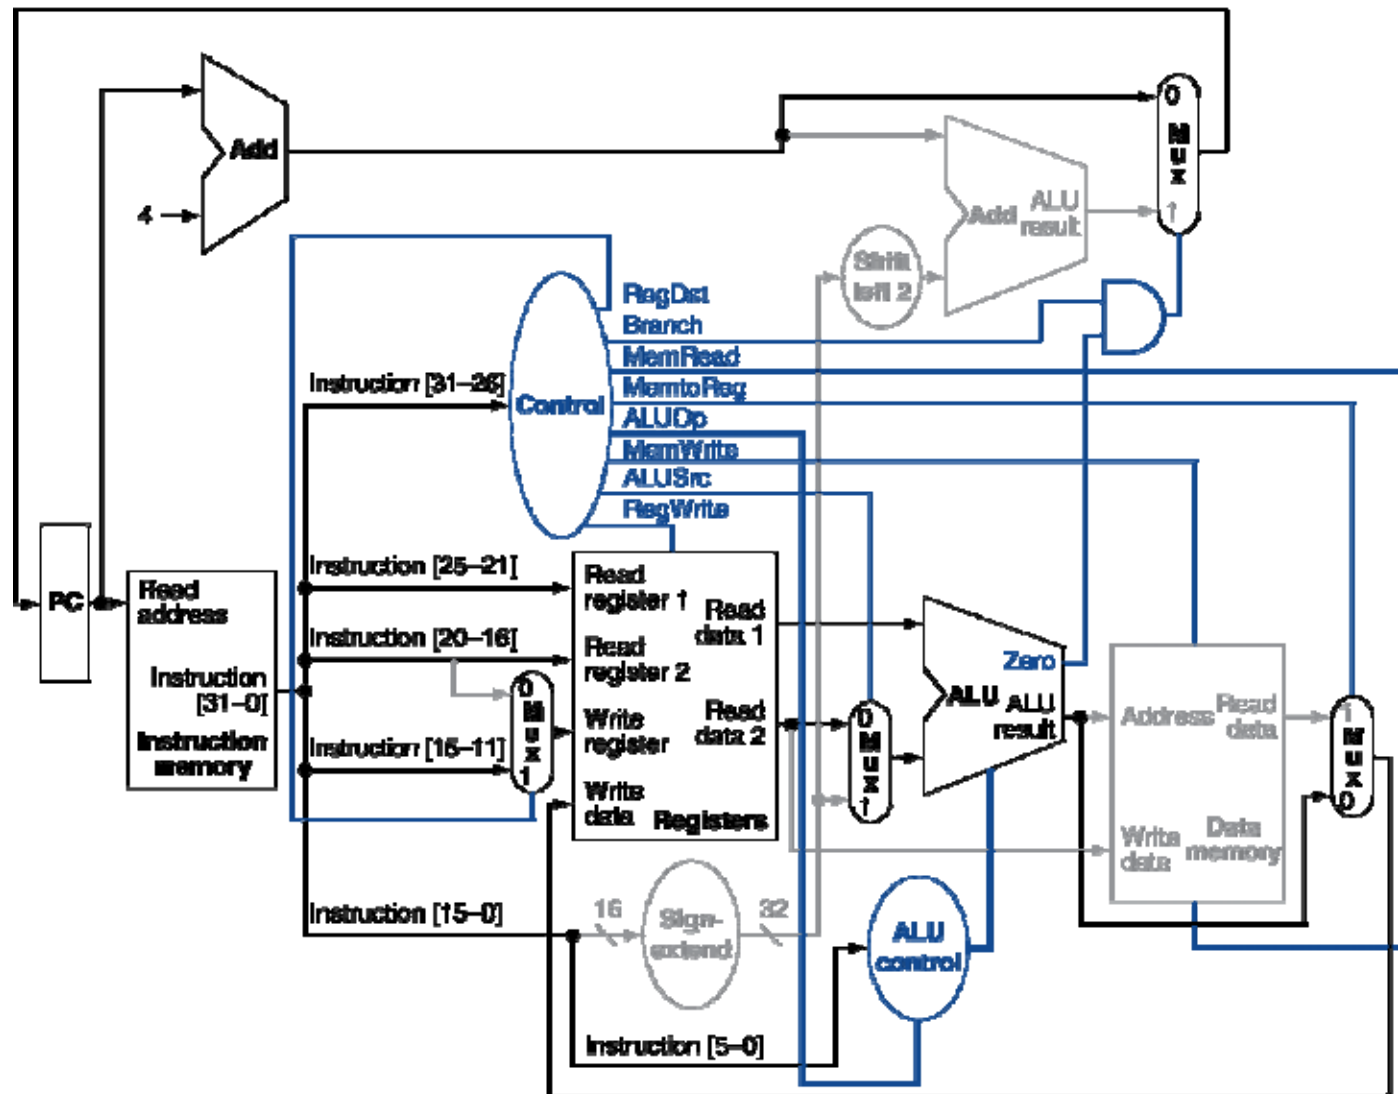 0
M
u
x
1
Add
4
Add
ALU
result
Shift
left 2
RegDst
Branch
MemRead
MemtoReg
ALUOp
MemWrite
ALUSrc
RegWrite
Control
Instruction [31–26]
Instruction [25–21]
Instruction [20–16]
Instruction [15–11]
Instruction [15–0]
Instruction [5–0]
PC
Read
address
Instruction
[31–0]
Instruction
memory
0
M
u
x
1
Read
register 1
Read
register 2
Write
register
Write
data
Read
data 1
Read
data 2
Registers
0
M
u
x
1
Zero
ALU
ALU
result
Address
Read
data
Write
data
Data
memory
1
M
u
x
0
16
Sign-
extend
32
ALU
control